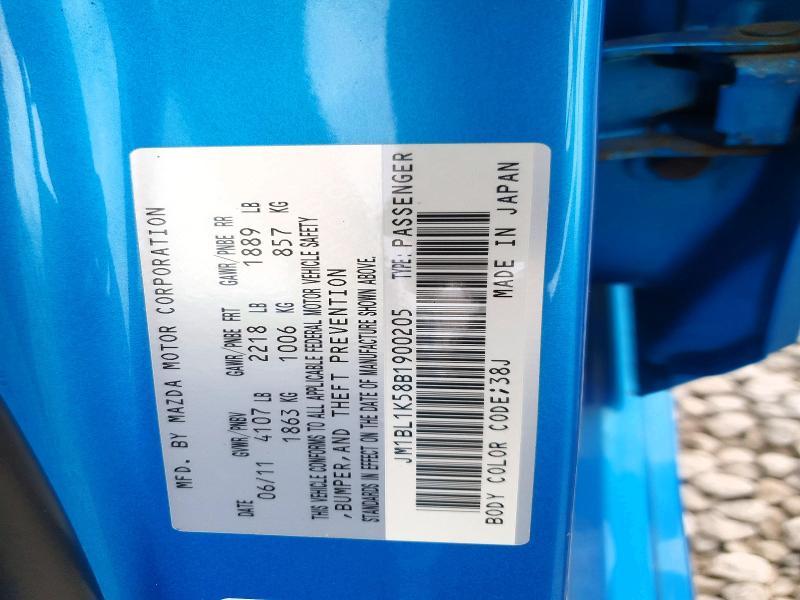 MFD. BY MAZDA MOTOR CORPORATION
DATE GVWR/PNBV GAWR/PNBE FRT GAWR/PNBE RR
06/11 4107 LB 2218 LB 1889 LB
1863 KG 1006 KG 857 KG
THIS VEHICLE CONFORMS TO ALL APPLICABLE FEDERAL MOTOR VEHICLE SAFETY
,BUMPER,AND THEFT PREVENTION
STANDARDS IN EFFECT ON THE DATE OF MANUFACTURE SHOWN ABOVE.
JM1BL1K58B1900205 TYPE: PASSENGER
BODY COLOR CODE;38J MADE IN JAPAN